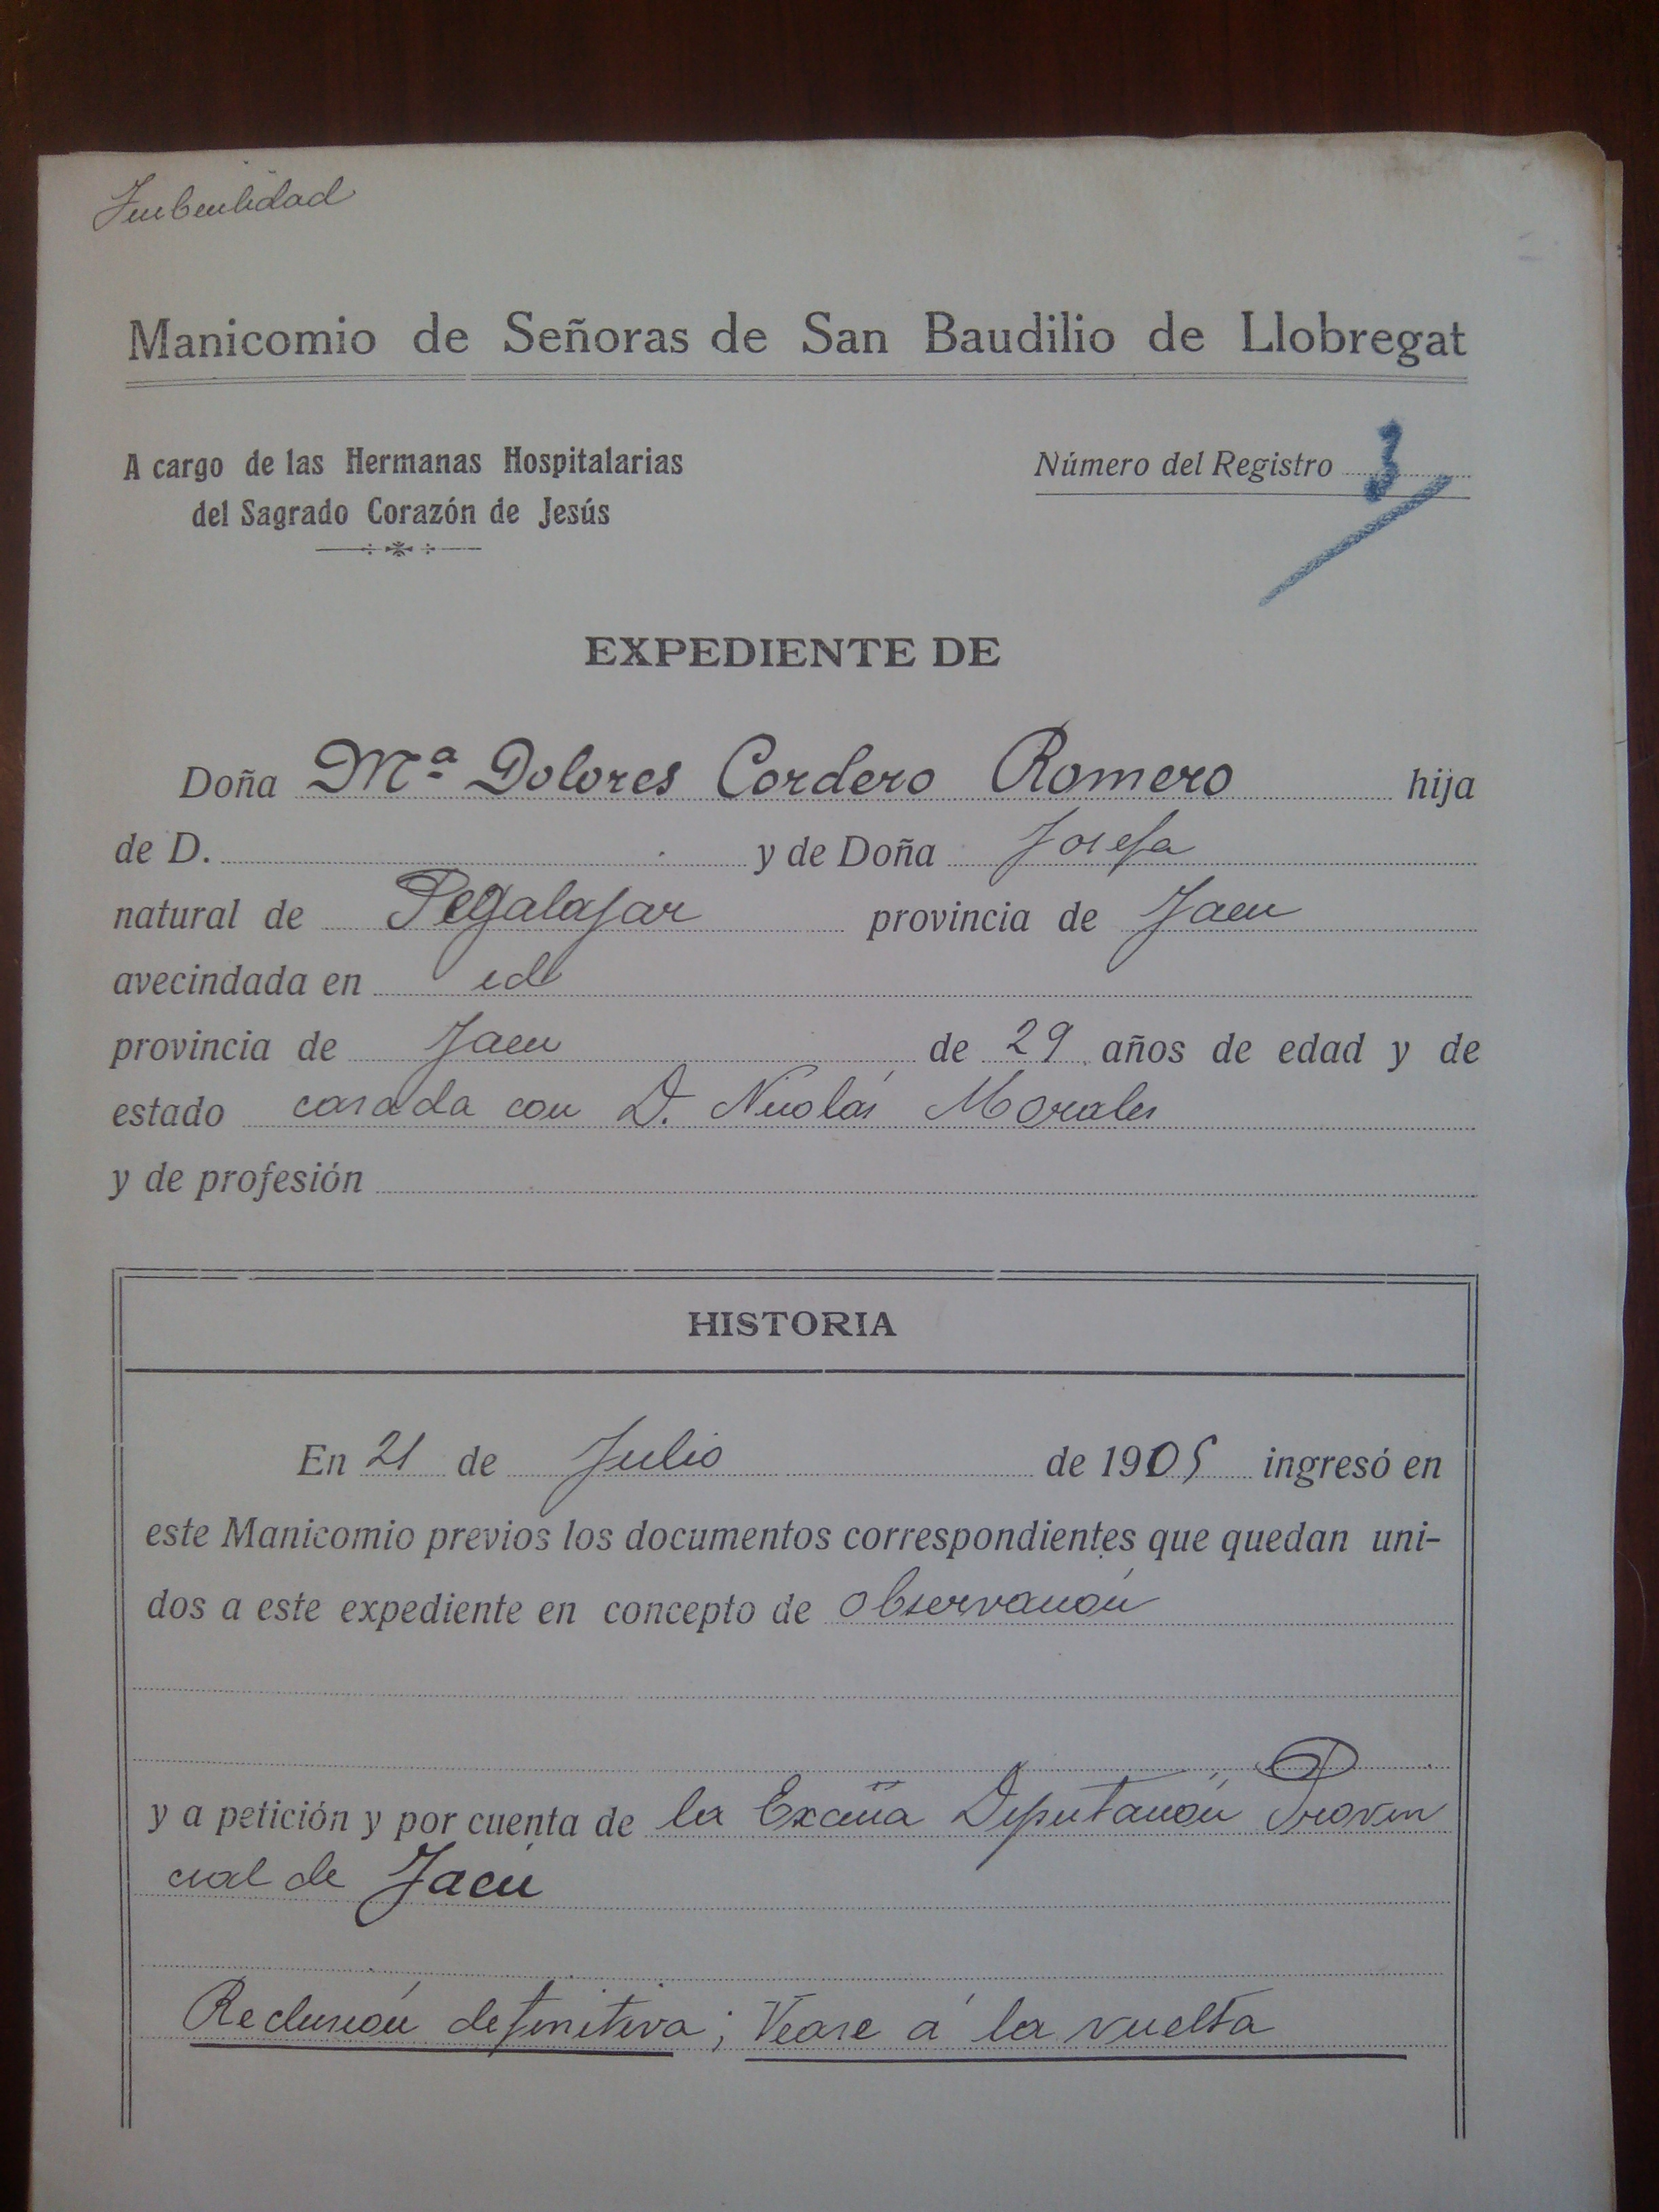 Imbecilidad
Manicomio de Señoras de San Baudilio de Llobregat
A cargo de las Hermanas Hospitalarias
del Sagrado Corazón de Jesús
Número del Registro 3
EXPEDIENTE DE
Doña Mª Dolores Cordero Romero hija
de D. y de Doña Josefa
natural de Pegalajar provincia de Jaen
avecindada en id
provincia de Jaen de 29 años de edad y de
estado casada con D. Nicolás Morales
y de profesión
HISTORIA
En 21 de Julio de 1905 ingresó en
este Manicomio previos los documentos correspondientes que quedan uni-
dos a este expediente en concepto de observación
y a petición y por cuenta de la Excma Diputación Provin
cial de Jaén
Reclusión definitiva; Vease á la vuelta